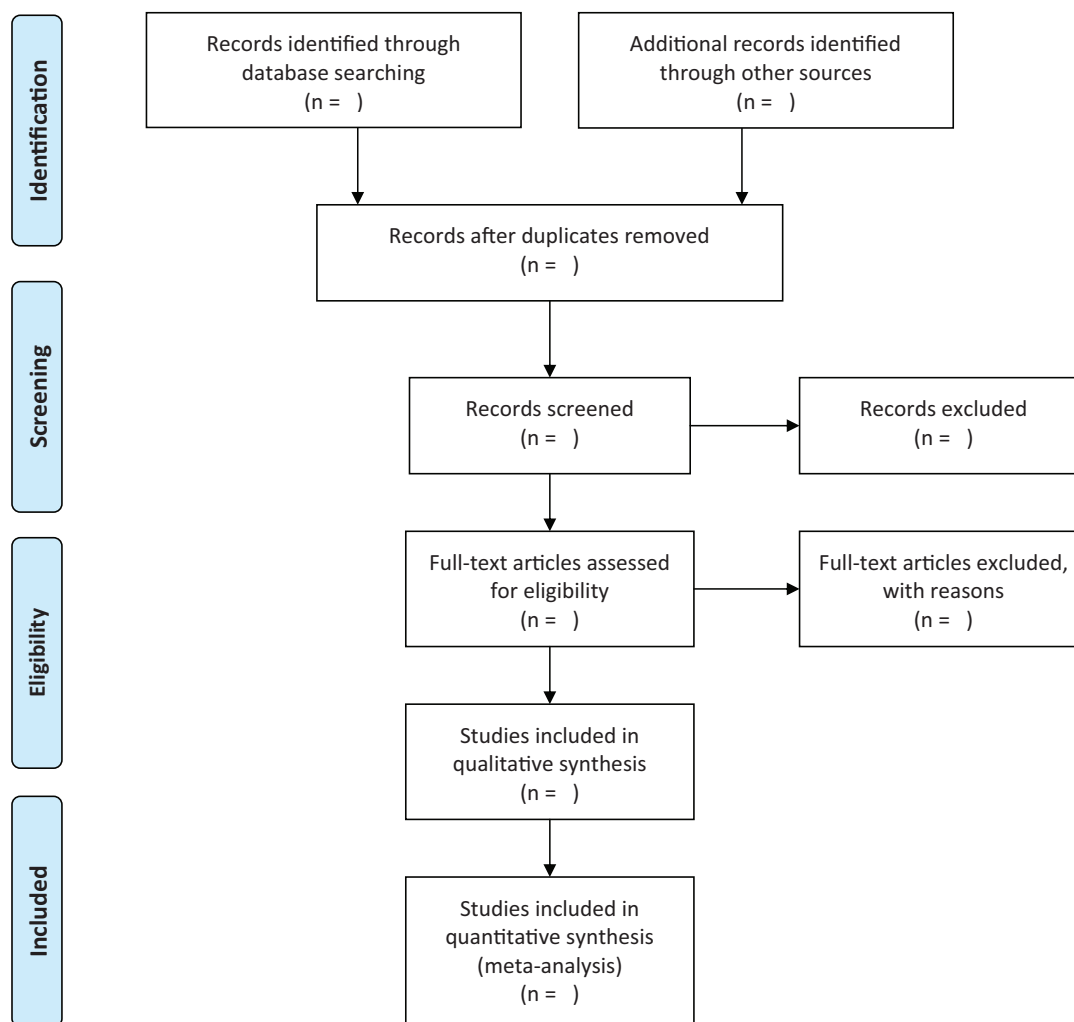 Identification
Records identified through
database searching
(n =   )
Additional records identified
through other sources
(n =   )
Records after duplicates removed
(n =   )
Screening
Records screened
(n =   )
Records excluded
(n =   )
Eligibility
Full-text articles assessed
for eligibility
(n =   )
Full-text articles excluded,
with reasons
(n =   )
Studies included in
qualitative synthesis
(n =   )
Included
Studies included in
quantitative synthesis
(meta-analysis)
(n =   )